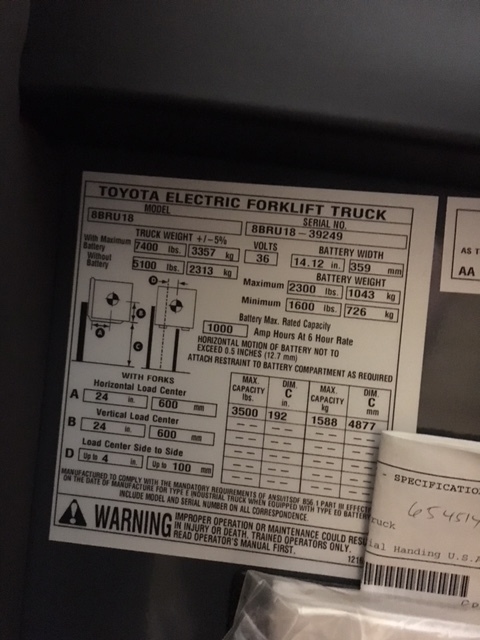 TOYOTA ELECTRIC FORKLIFT TRUCK
MODEL
8BRU18
SERIAL NO.
8BRU18-39249
TRUCK WEIGHT +/-5%
With Maximum Battery 7400 lbs. 3357 kg
Without Battery 5100 lbs. 2313 kg
VOLTS
36
BATTERY WIDTH
14.12 in. 359 mm
BATTERY WEIGHT
Maximum 2300 lbs. 1043 kg
Minimum 1600 lbs. 726 kg
Battery Max. Rated Capacity
1000 Amp Hours At 6 Hour Rate
HORIZONTAL MOTION OF BATTERY NOT TO
EXCEED 0.5 INCHES (12.7 mm)
ATTACH RESTRAINT TO BATTERY COMPARTMENT AS REQUIRED
D
B
A
C
WITH FORKS
Horizontal Load Center
A 24 in. 600 mm
Vertical Load Center
B 24 in. 600 mm
Load Center Side to Side
D Up to 4 in. Up to 100 mm
MAX. CAPACITY lbs. DIM. C in. MAX. CAPACITY kg DIM. C mm
3500 192 1588 4877
MANUFACTURED TO COMPLY WITH THE MANDATORY REQUIREMENTS OF ANSI/ITSDF B56.1 PART III EFFECT
ON THE DATE OF MANUFACTURE FOR TYPE E INDUSTRIAL TRUCK WHEN EQUIPPED WITH TYPE EO BATTER
INCLUDE MODEL AND SERIAL NUMBER ON ALL CORRESPONDENCE.
WARNING
IMPROPER OPERATION OR MAINTENANCE COULD RESU
IN INJURY OR DEATH. TRAINED OPERATORS ONLY.
READ OPERATOR'S MANUAL FIRST.
AS T
AA
SPECIFICATIO
ruck
ial Handing U.S.A